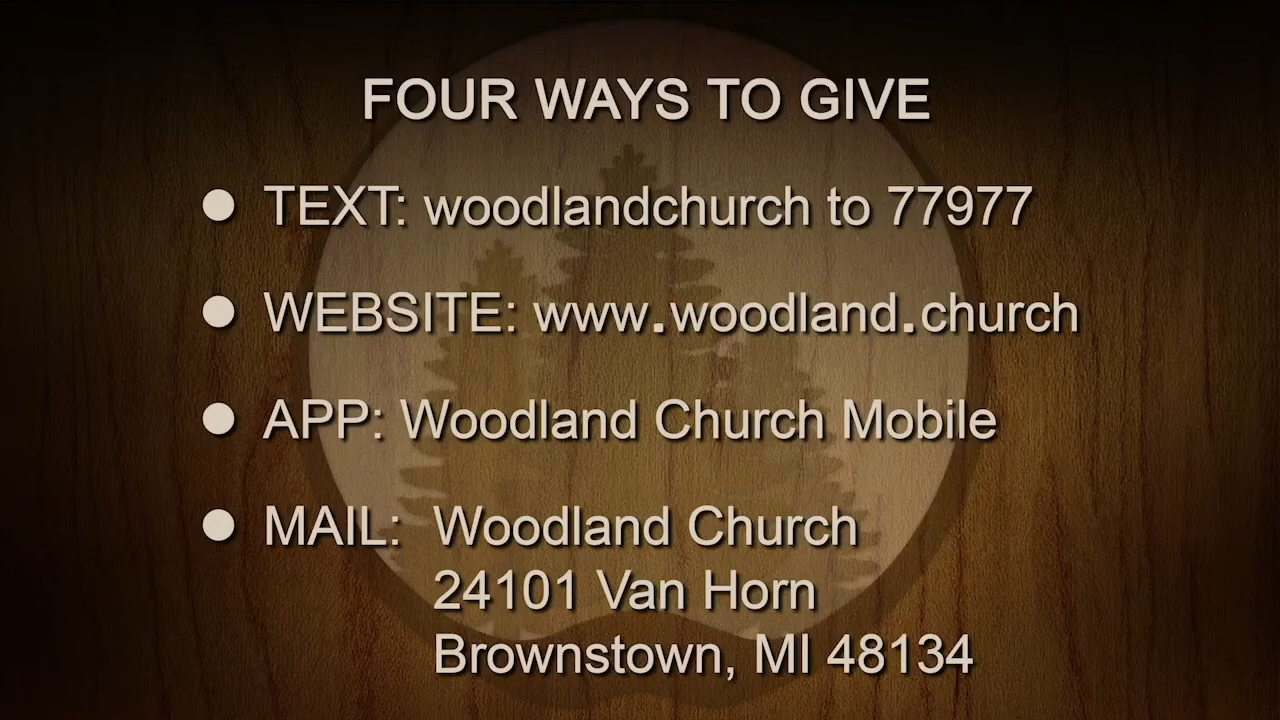 FOUR WAYS TO GIVE
● TEXT: woodlandchurch to 77977
● WEBSITE: www.woodland.church
● APP: Woodland Church Mobile
● MAIL: Woodland Church
24101 Van Horn
Brownstown, MI 48134